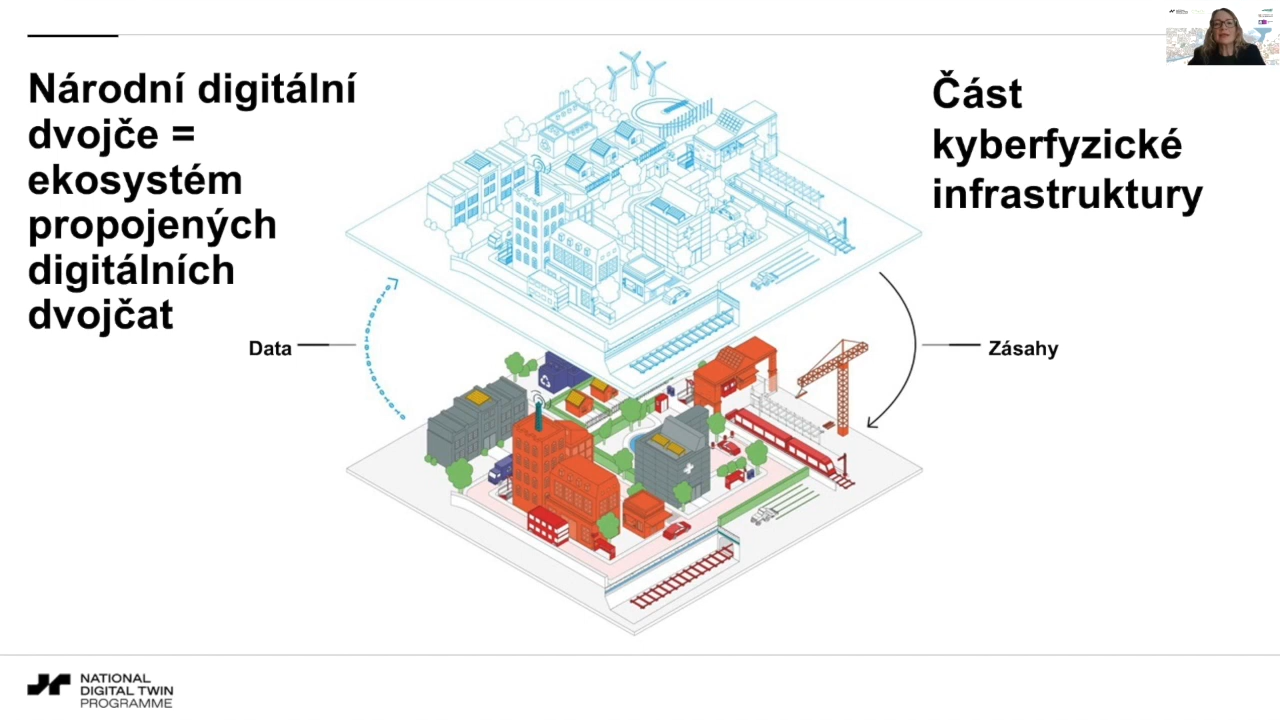 Národní digitální
dvojče =
ekosystém
propojených
digitálních
dvojčat
Část
kyberfyzické
infrastruktury
Data
Zásahy
NATIONAL
DIGITAL TWIN
PROGRAMME